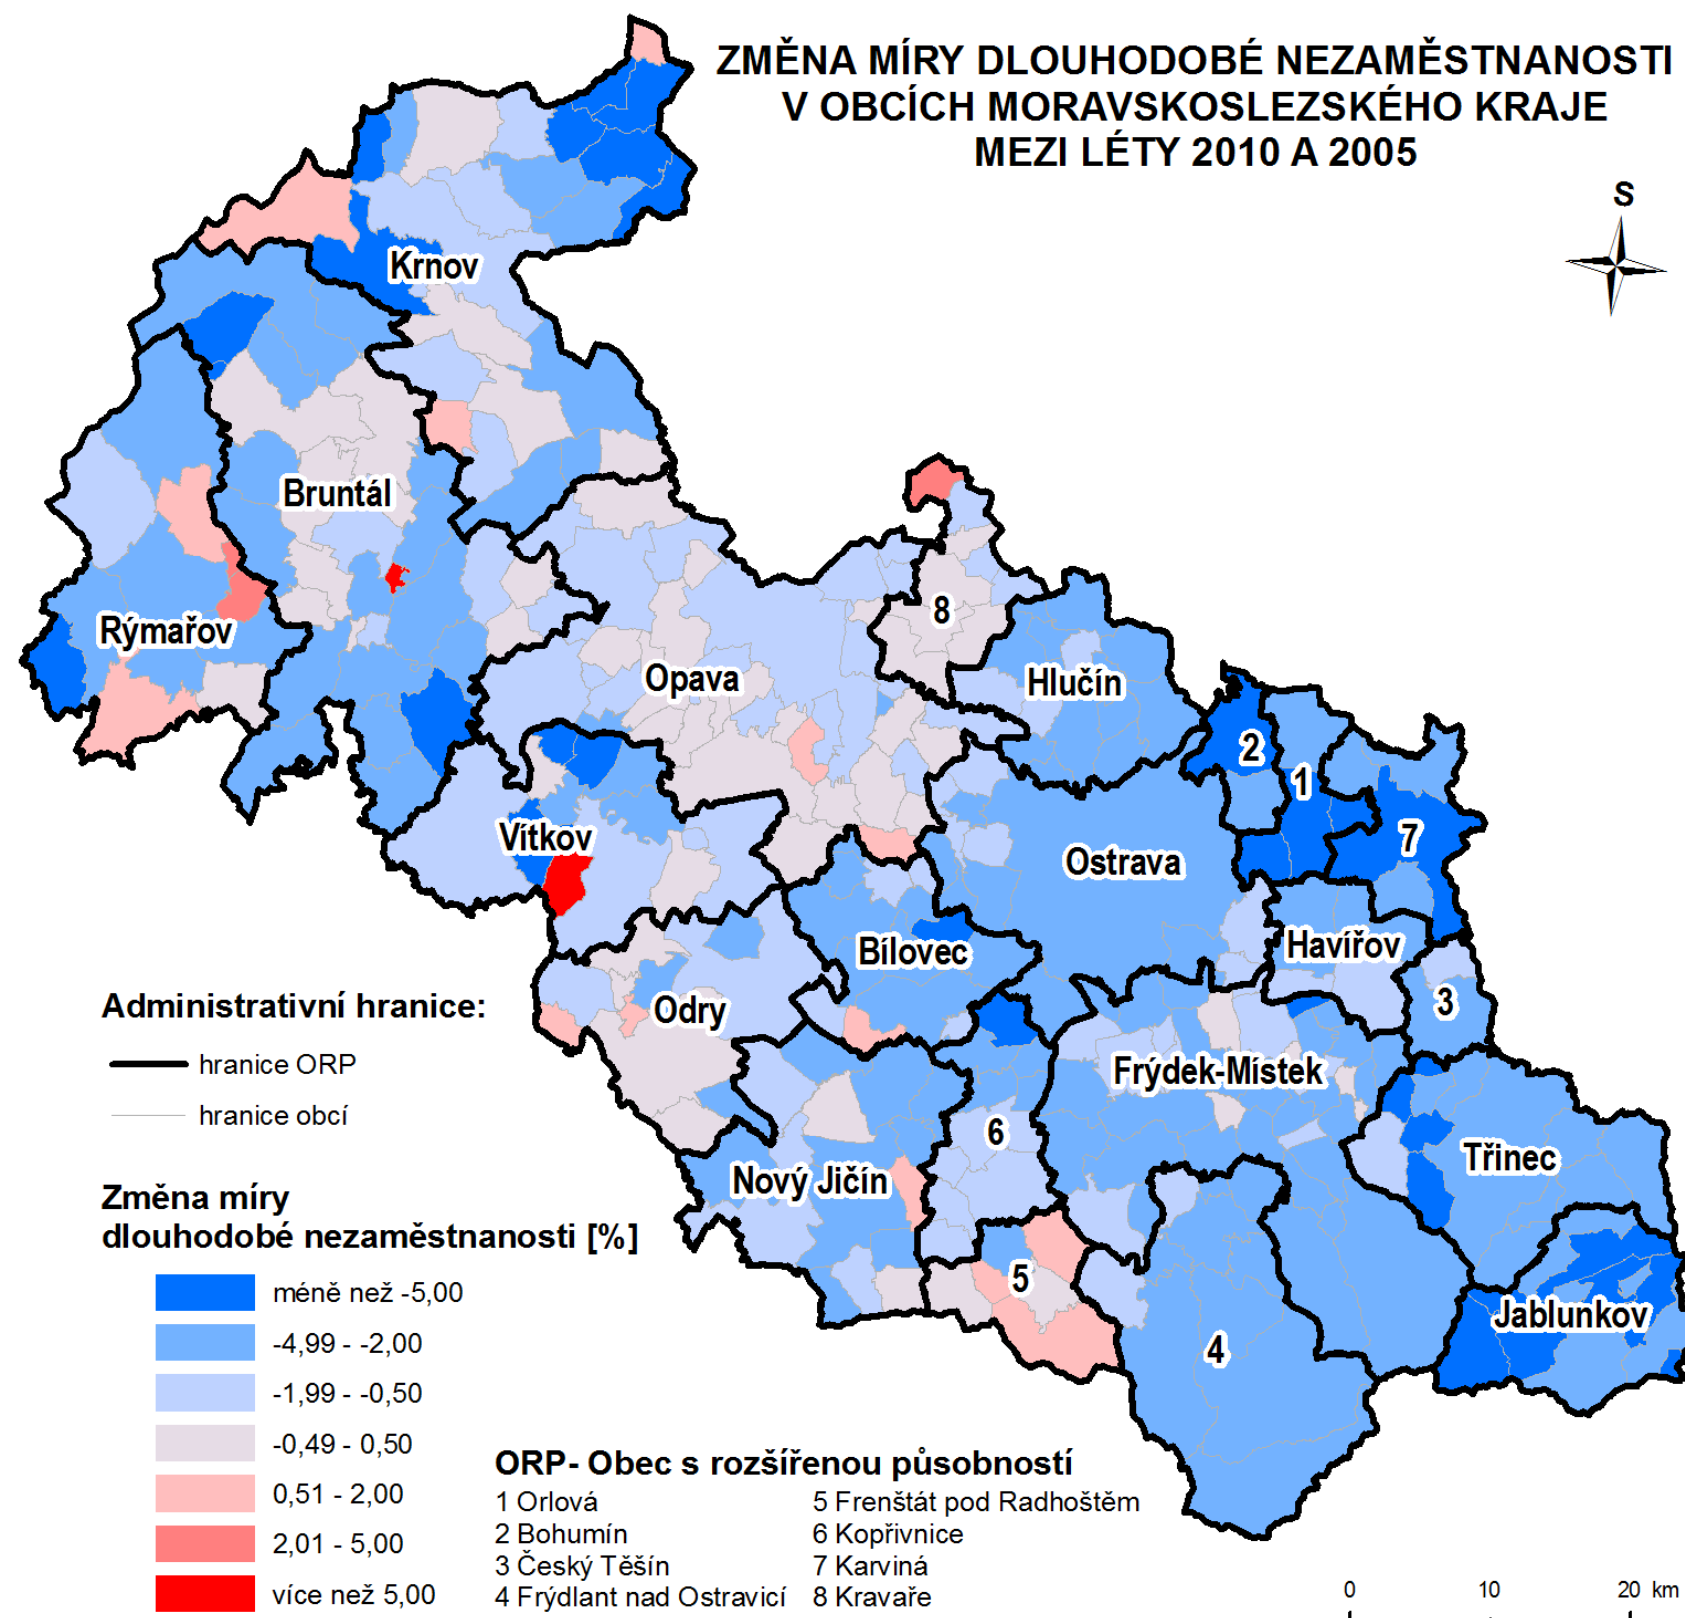 ZMĚNA MÍRY DLOUHODOBÉ NEZAMĚSTNANOSTI
V OBCÍCH MORAVSKOSLEZSKÉHO KRAJE
MEZI LÉTY 2010 A 2005
S
Krnov
Bruntál
Rýmařov
8
Opava
Hlučín
2
1
7
Vítkov
Ostrava
Bílovec
Havířov
Odry
3
Frýdek-Místek
6
Třinec
Nový Jičín
5
Jablunkov
4
Administrativní hranice:
hranice ORP
hranice obcí
Změna míry
dlouhodobé nezaměstnanosti [%]
méně než -5,00
-4,99 - -2,00
-1,99 - -0,50
-0,49 - 0,50
0,51 - 2,00
2,01 - 5,00
více než 5,00
ORP- Obec s rozšířenou působností
1 Orlová
2 Bohumín
3 Český Těšín
4 Frýdlant nad Ostravicí
5 Frenštát pod Radhoštěm
6 Kopřivnice
7 Karviná
8 Kravaře
0 10 20 km